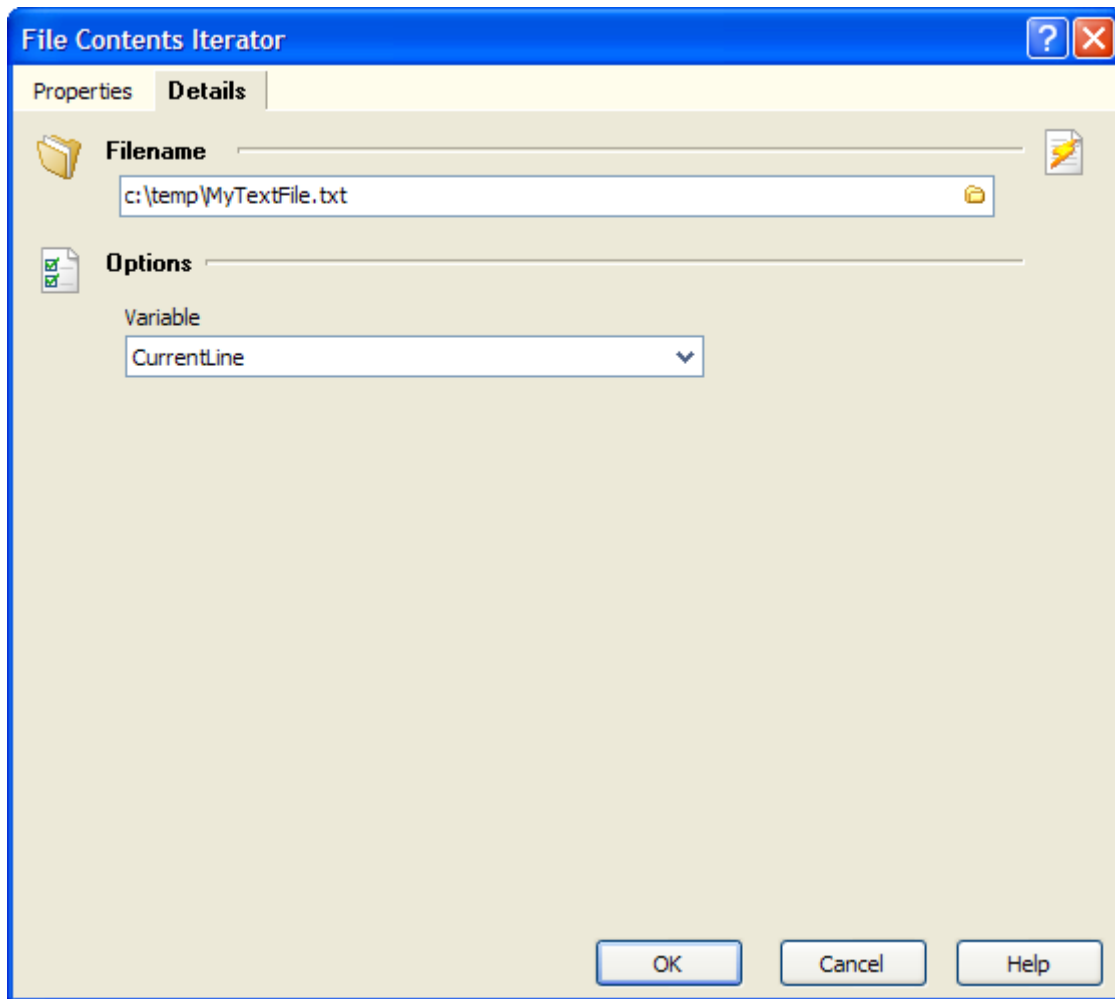 File Contents Iterator
?
Properties Details
Filename
c:\temp\MyTextFile.txt
Options
Variable
CurrentLine
OK Cancel Help